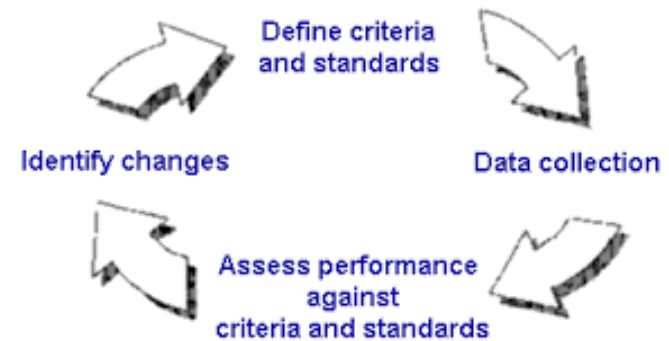 Define criteria
and standards
Identify changes
Data collection
Assess performance
against
criteria and standards